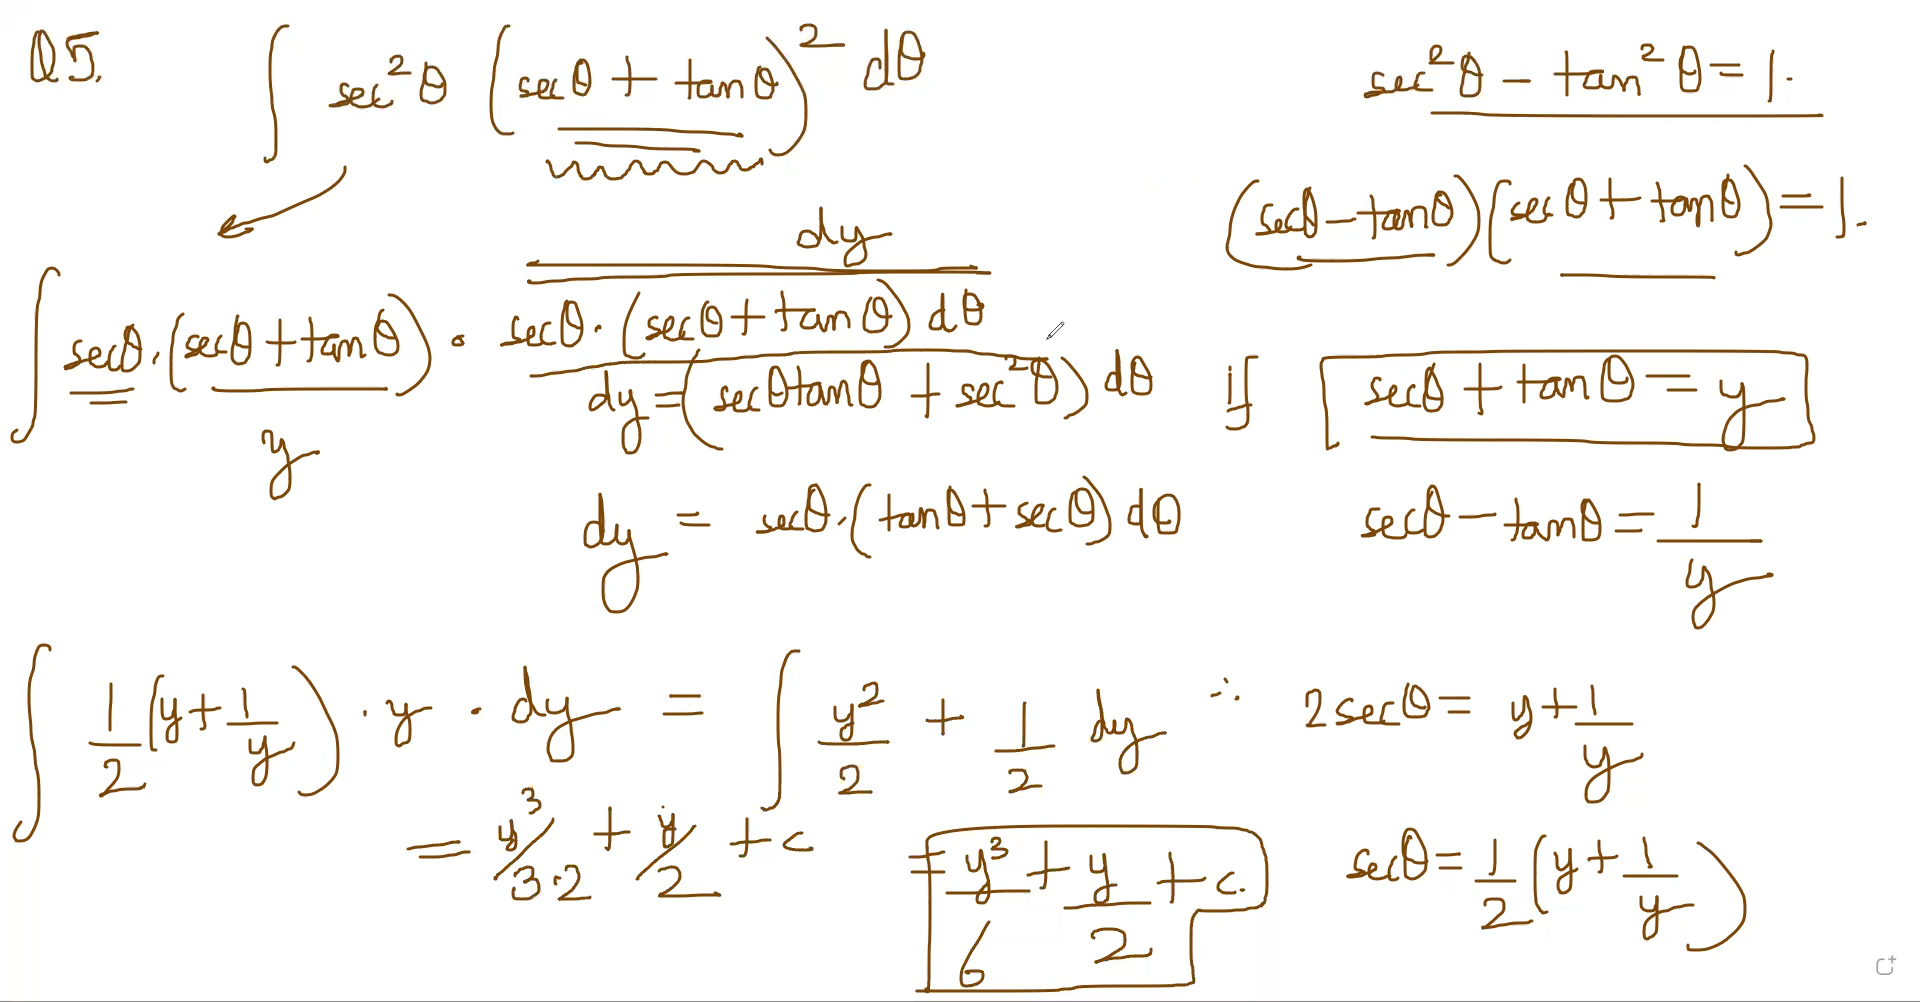 Q5. ∫ sec²θ (secθ + tanθ)² dθ
sec²θ - tan²θ = 1.
(secθ - tanθ)(secθ + tanθ) = 1.
dy
∫ secθ.(secθ + tanθ) . secθ.(secθ + tanθ) dθ
y
dy = (secθtanθ + sec²θ) dθ
if secθ + tanθ = y
dy = secθ.(tanθ + secθ) dθ
secθ - tanθ = 1/y
∫ 1/2 (y + 1/y) . y . dy = ∫ y²/2 + 1/2 dy
∴ 2secθ = y + 1/y
= y³/3.2 + y/2 + c
= y³/6 + y/2 + c.
secθ = 1/2 (y + 1/y)